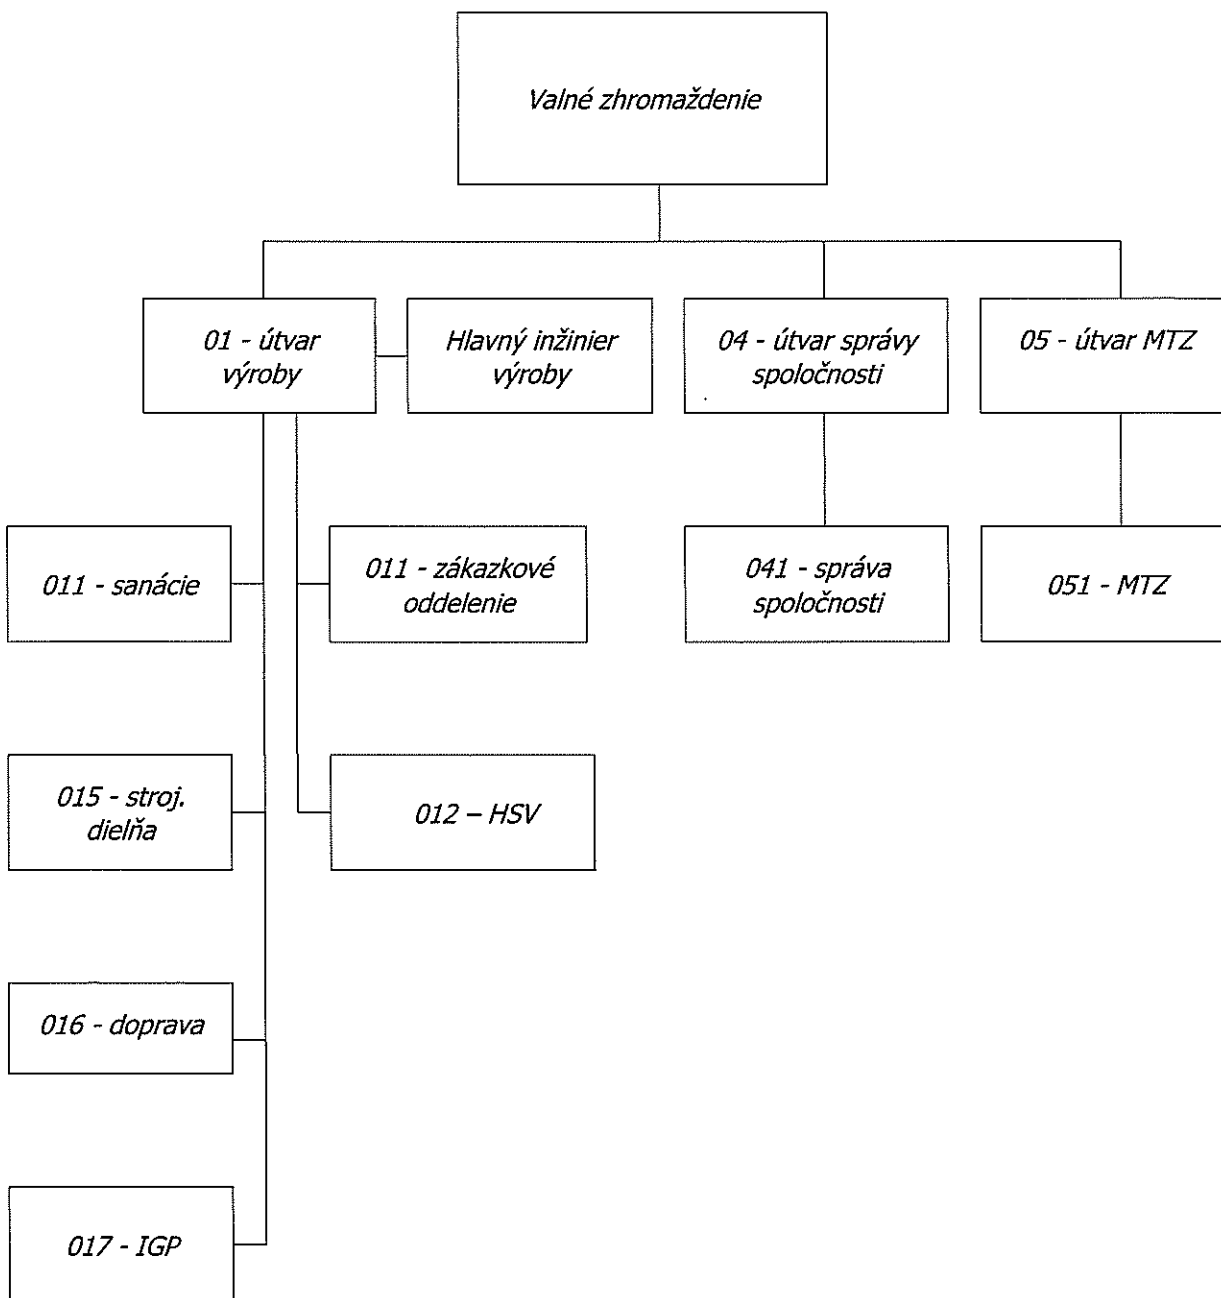 Valné zhromaždenie
01 - útvar
výroby
Hlavný inžinier
výroby
04 - útvar správy
spoločnosti
05 - útvar MTZ
011 - sanácie
011 - zákazkové
oddelenie
041 - správa
spoločnosti
051 - MTZ
015 - stroj.
dielňa
012 – HSV
016 - doprava
017 - IGP